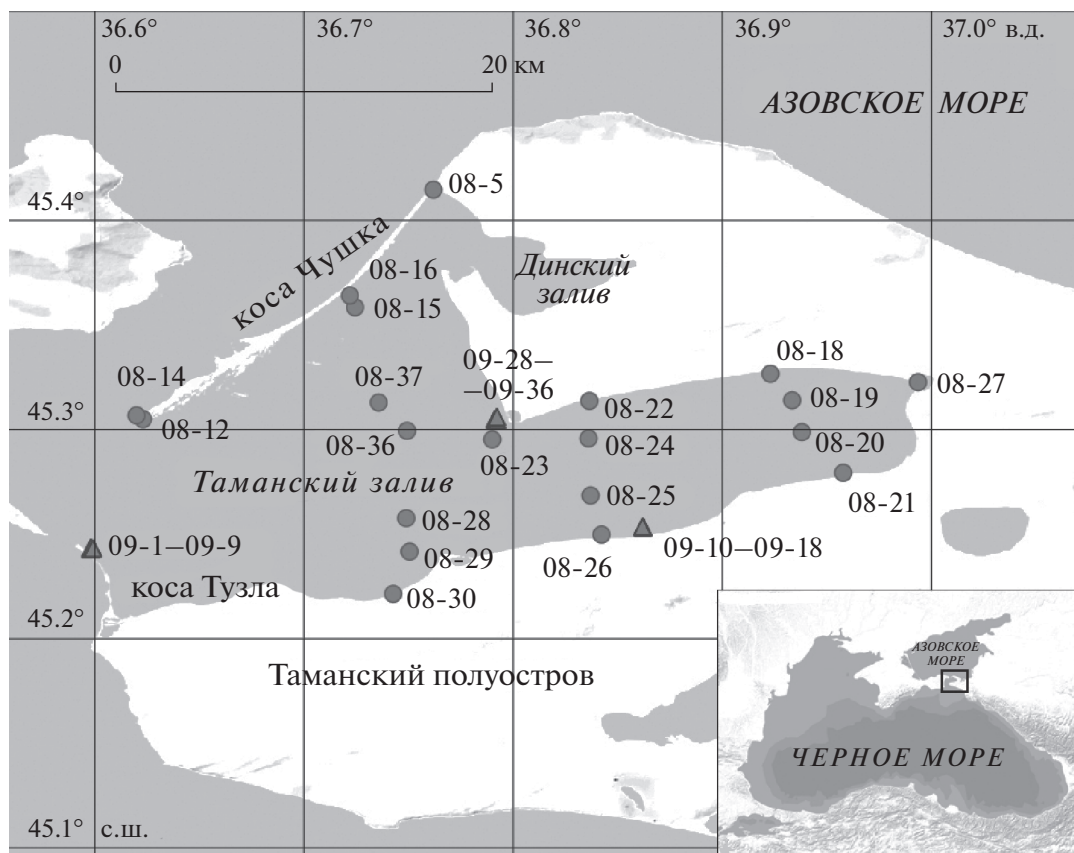 36.6°
36.7°
36.8°
36.9°
37.0° в.д.
0
20 км
АЗОВСКОЕ МОРЕ
08-5
45.4°
коса Чушка
08-16
08-15
Динский
залив
09-28–
–09-36
08-18
08-14
08-37
08-22
08-19
08-27
45.3°
08-12
08-36
08-23
08-24
08-20
Таманский залив
08-25
08-21
08-28
09-1–09-9
08-29
08-26
09-10–09-18
коса Тузла
08-30
45.2°
Таманский полуостров
АЗОВСКОЕ
МОРЕ
ЧЕРНОЕ МОРЕ
45.1° с.ш.